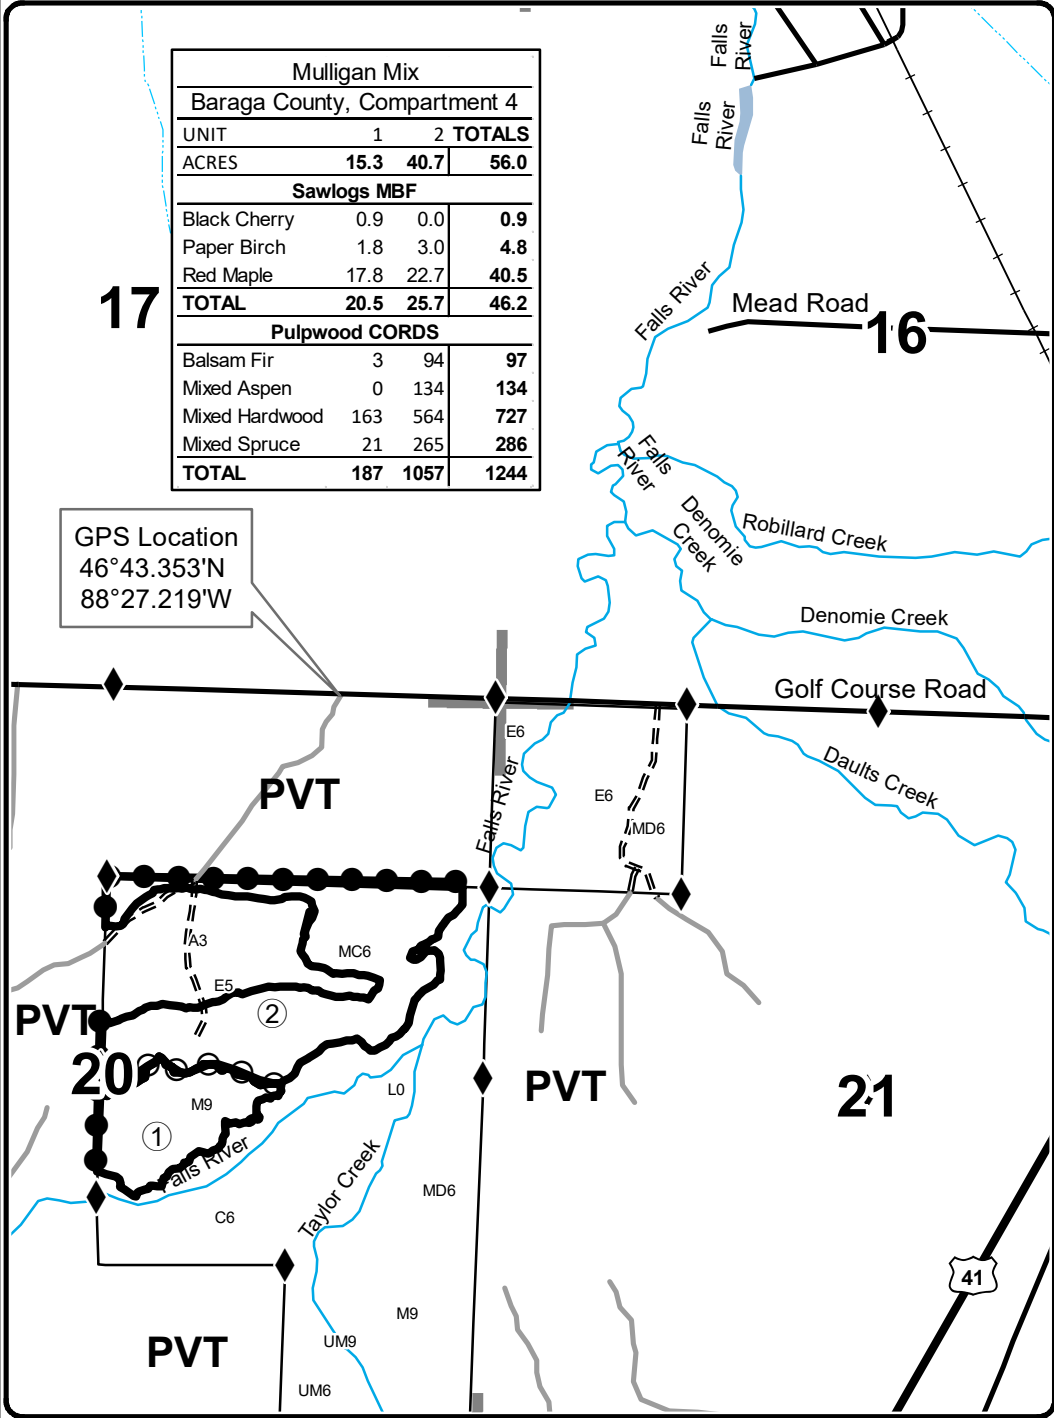 Falls
River
Falls
River
Mulligan Mix
Baraga County, Compartment 4
UNIT 1 2 TOTALS
ACRES 15.3 40.7 56.0
Sawlogs MBF
Black Cherry 0.9 0.0 0.9
Paper Birch 1.8 3.0 4.8
Red Maple 17.8 22.7 40.5
TOTAL 20.5 25.7 46.2
Pulpwood CORDS
Balsam Fir 3 94 97
Mixed Aspen 0 134 134
Mixed Hardwood 163 564 727
Mixed Spruce 21 265 286
TOTAL 187 1057 1244
17
Falls River
Mead Road
16
Falls
River
Denomie
Creek
Robillard Creek
GPS Location
46°43.353'N
88°27.219'W
Denomie Creek
Golf Course Road
E6
Daults Creek
PVT
Falls River
E6
MD6
A3
MC6
E5
2
PVT
20
PVT
21
L0
M9
1
Falls River
Taylor Creek
MD6
C6
41
M9
PVT
UM9
UM6